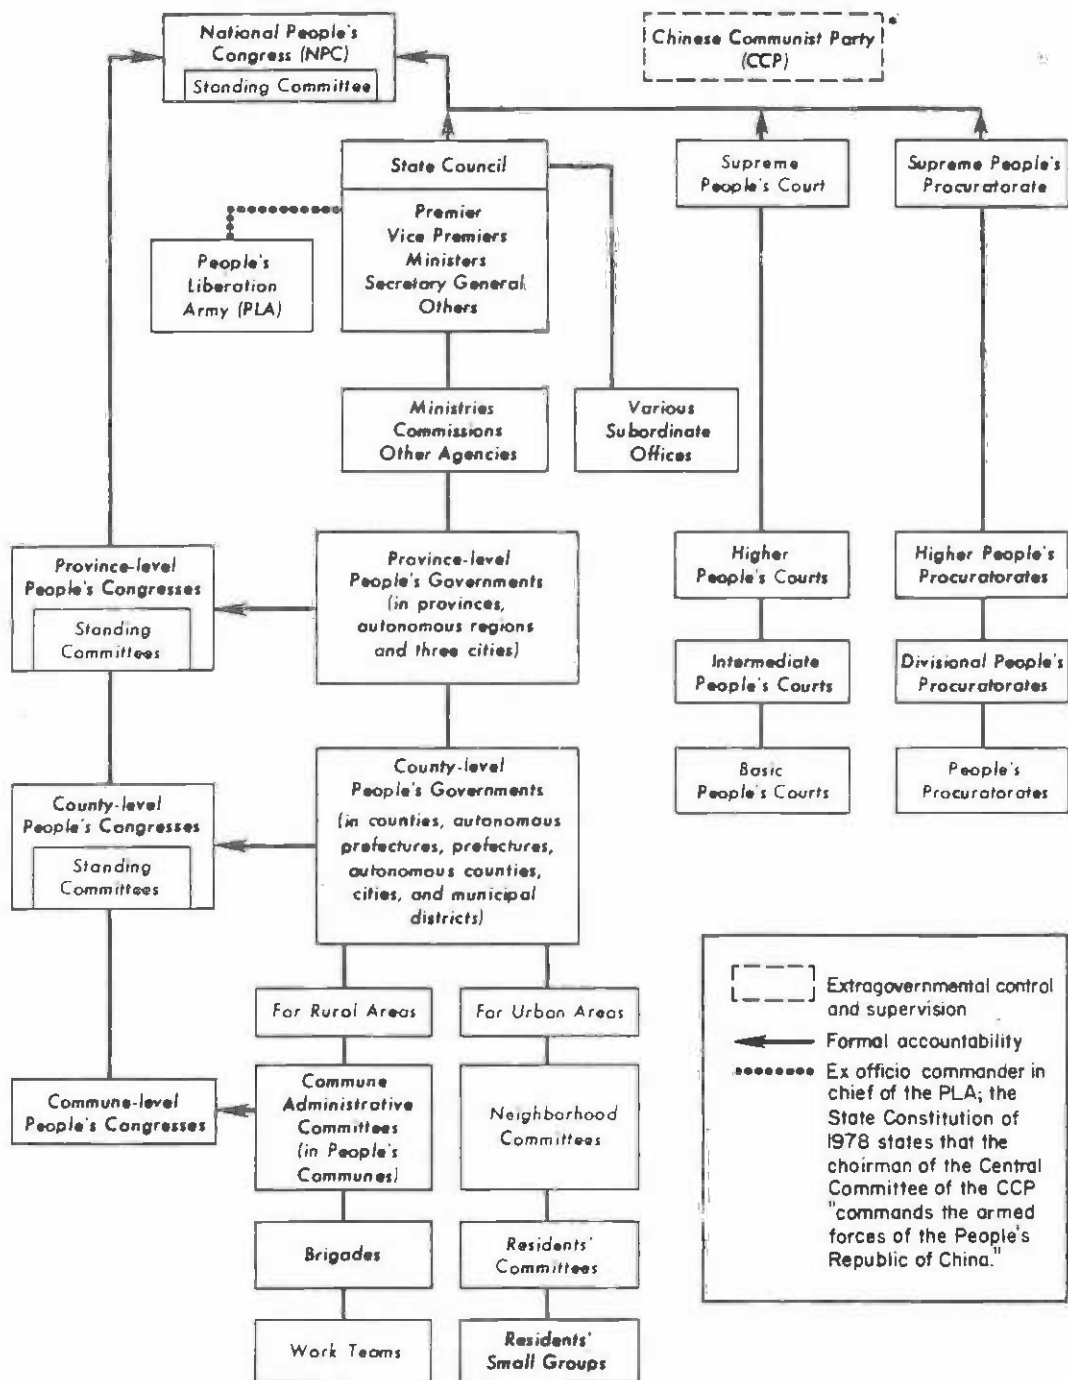 National People's
Congress (NPC)
Standing Committee
Chinese Communist Party *
(CCP)
State Council
Premier
Vice Premiers
Ministers
Secretary General
Others
People's
Liberation
Army (PLA)
Supreme
People's Court
Supreme People's
Procuratorate
Ministries
Commissions
Other Agencies
Various
Subordinate
Offices
Province-level
People's Congresses
Standing
Committees
Province-level
People's Governments
(in provinces,
autonomous regions
and three cities)
Higher
People's Courts
Higher People's
Procuratorates
Intermediate
People's Courts
Divisional People's
Procuratorates
Basic
People's Courts
People's
Procuratorates
County-level
People's Congresses
Standing
Committees
County-level
People's Governments
(in counties, autonomous
prefectures, prefectures,
autonomous counties,
cities, and municipal
districts)
For Rural Areas
For Urban Areas
Commune-level
People's Congresses
Commune
Administrative
Committees
(in People's
Communes)
Neighborhood
Committees
Brigades
Residents'
Committees
Work Teams
Residents'
Small Groups
Extragovernmental control
and supervision
Formal accountability
Ex officio commander in
chief of the PLA; the
State Constitution of
1978 states that the
chairman of the Central
Committee of the CCP
"commands the armed
forces of the People's
Republic of China."